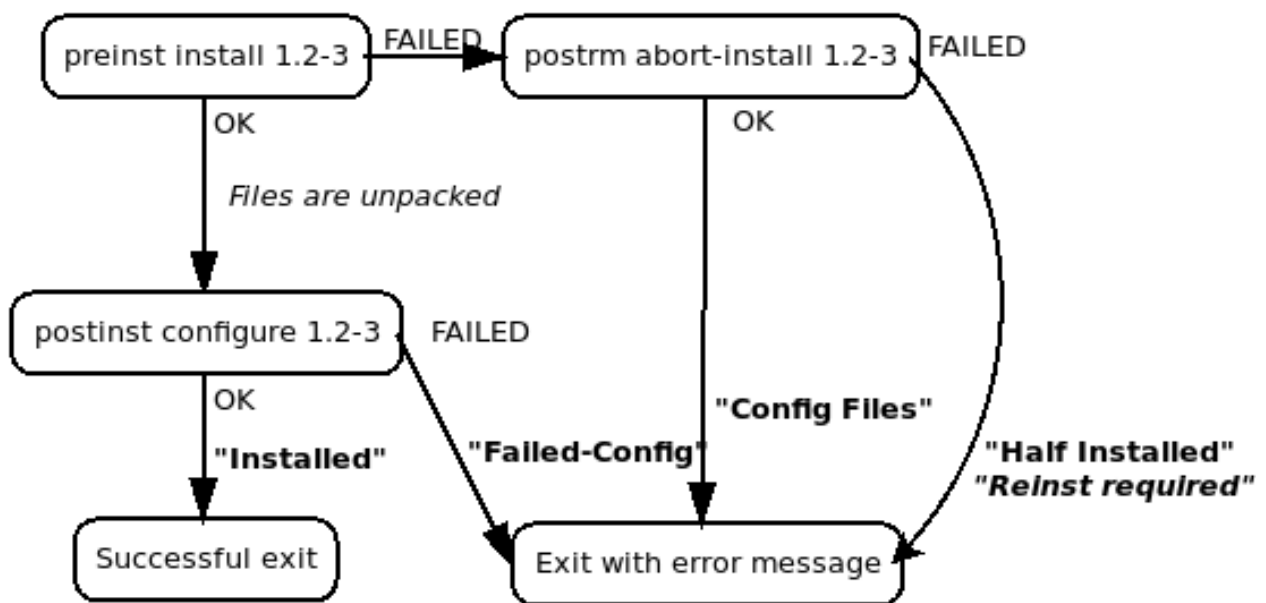 preinst install 1.2-3
FAILED
postrm abort-install 1.2-3
FAILED
OK
OK
Files are unpacked
postinst configure 1.2-3
FAILED
OK
"Config Files"
"Installed"
"Failed-Config"
"Half Installed"
"Reinst required"
Successful exit
Exit with error message